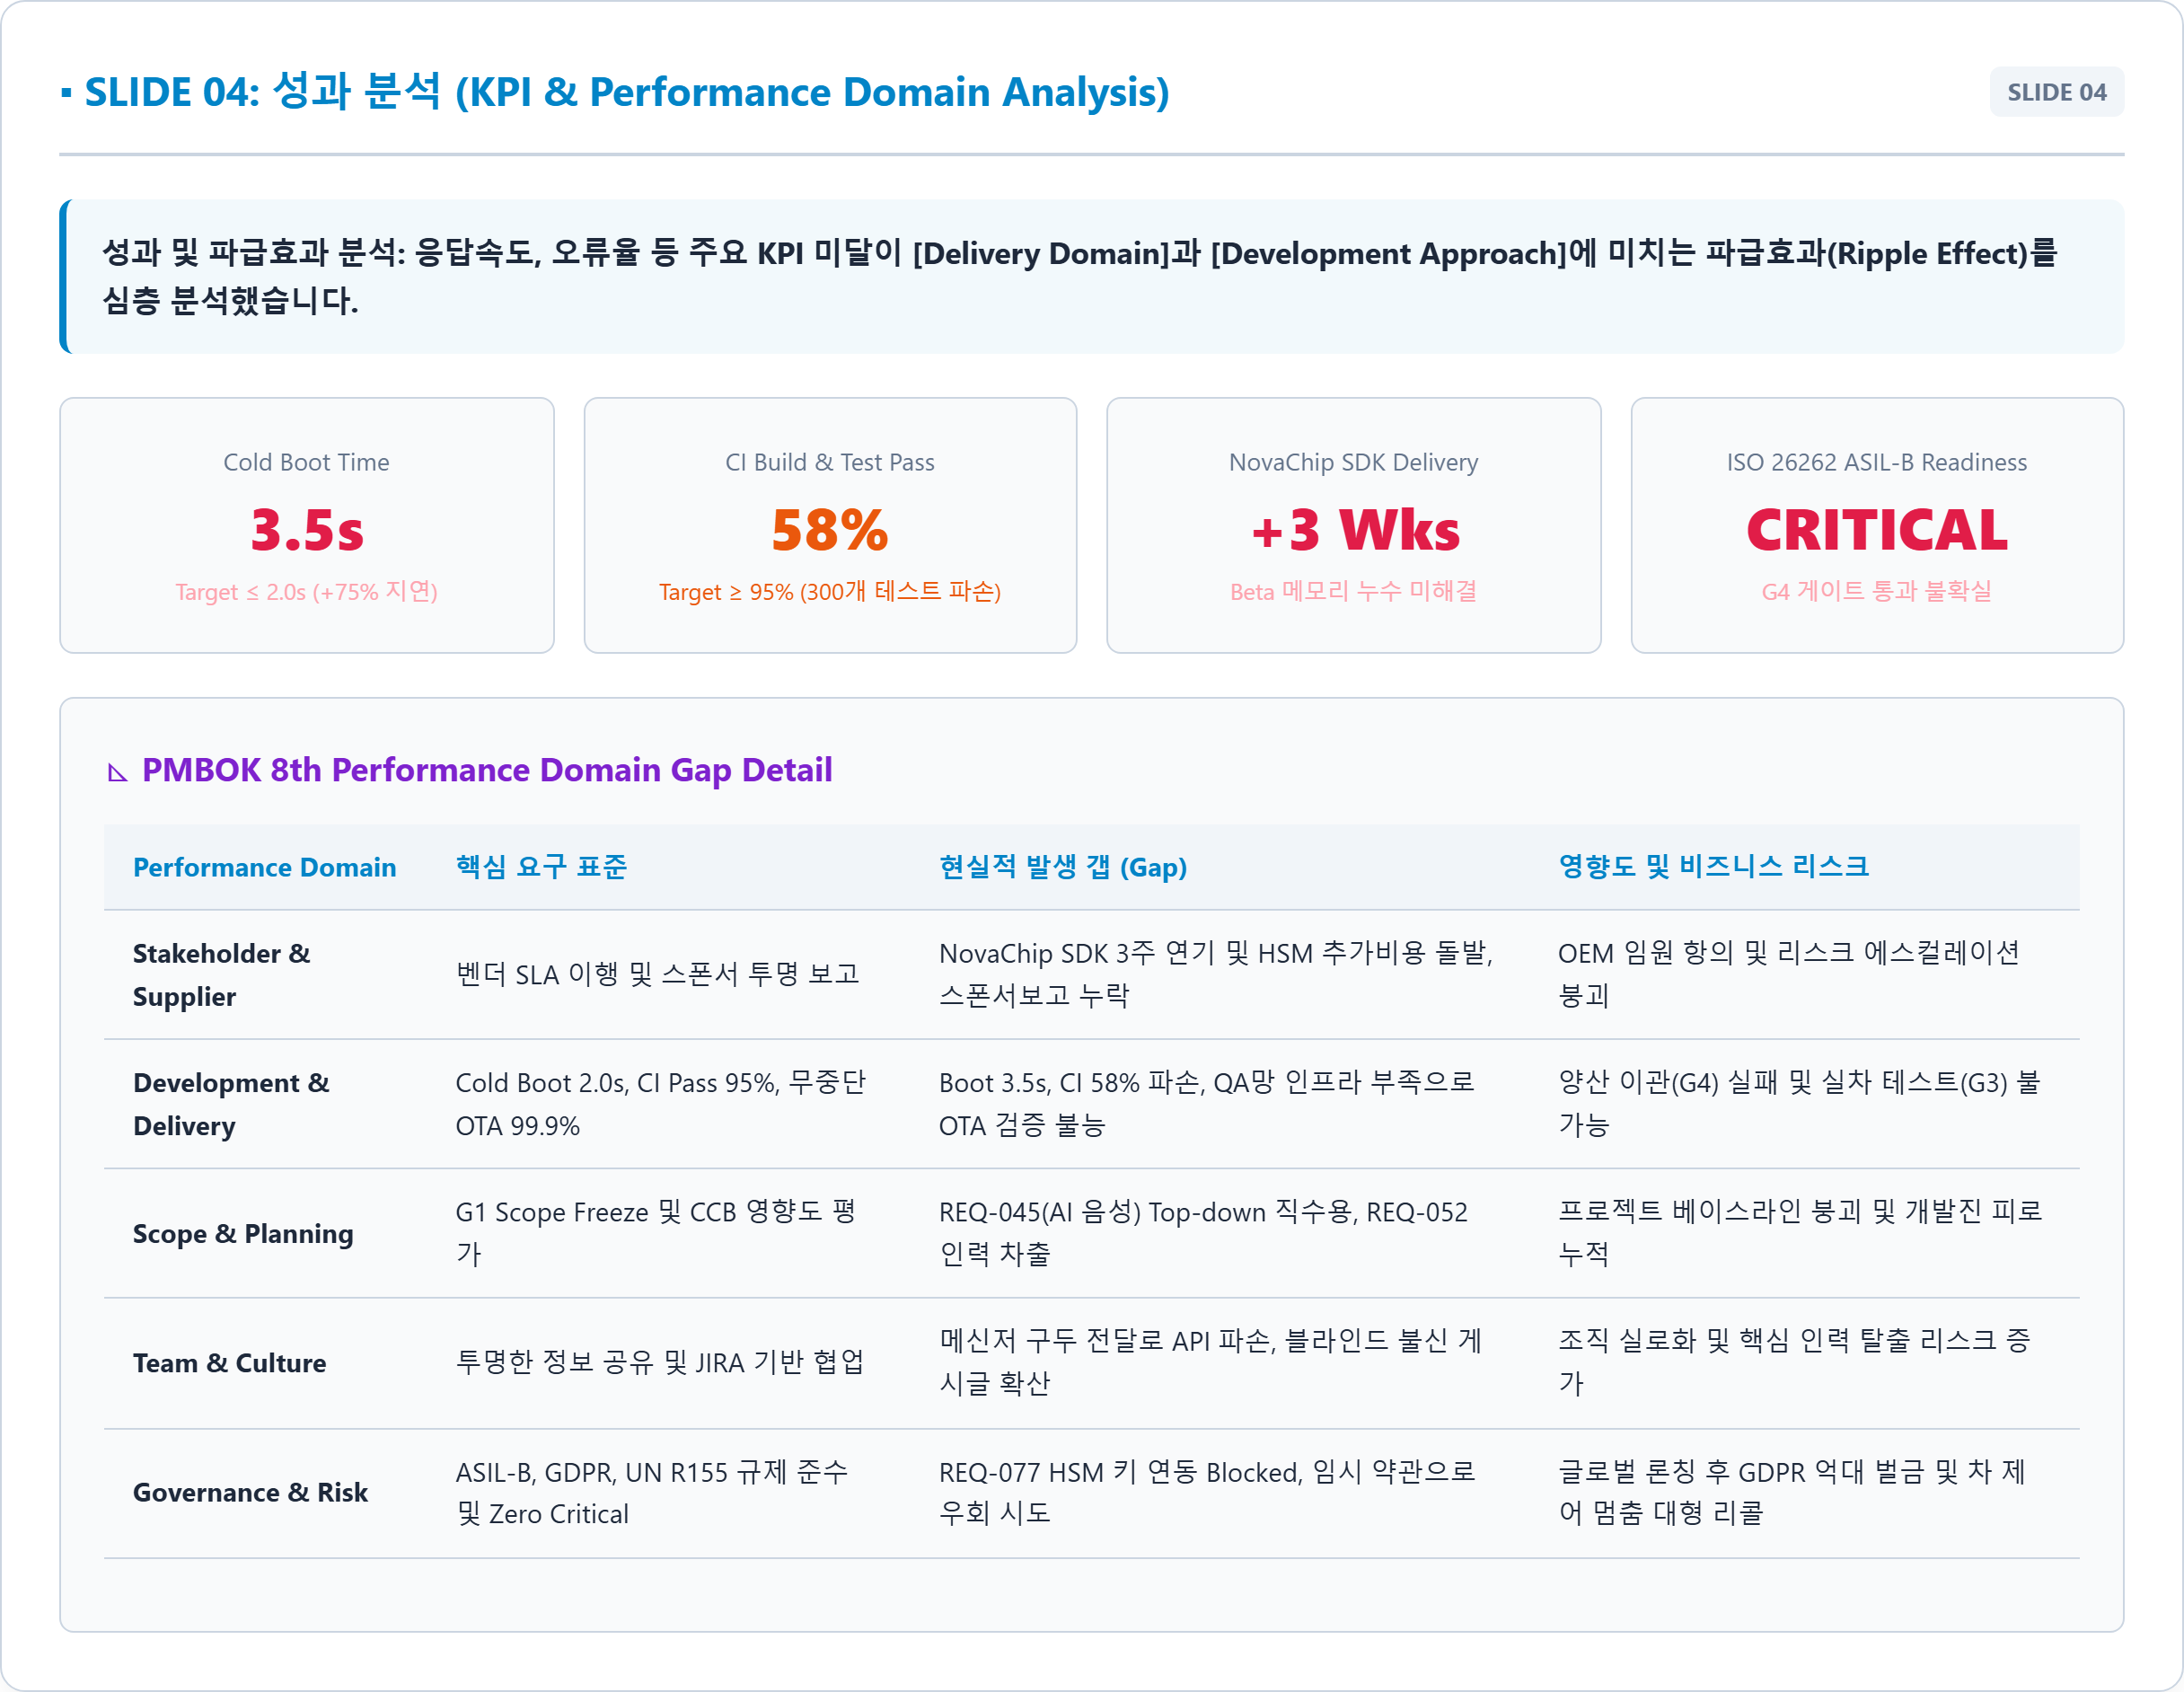 SLIDE 04: 성과 분석 (KPI & Performance Domain Analysis)
SLIDE 04
성과 및 파급효과 분석: 응답속도, 오류율 등 주요 KPI 미달이 [Delivery Domain]과 [Development Approach]에 미치는 파급효과(Ripple Effect)를
심층 분석했습니다.
Cold Boot Time
3.5s
Target ≤ 2.0s (+75% 지연)
CI Build & Test Pass
58%
Target ≥ 95% (300개 테스트 파손)
NovaChip SDK Delivery
+3 Wks
Beta 메모리 누수 미해결
ISO 26262 ASIL-B Readiness
CRITICAL
G4 게이트 통과 불확실
PMBOK 8th Performance Domain Gap Detail
Performance Domain
핵심 요구 표준
현실적 발생 갭 (Gap)
영향도 및 비즈니스 리스크
Stakeholder &
Supplier
벤더 SLA 이행 및 스폰서 투명 보고
NovaChip SDK 3주 연기 및 HSM 추가비용 돌발,
스폰서보고 누락
OEM 임원 항의 및 리스크 에스컬레이션
붕괴
Development &
Delivery
Cold Boot 2.0s, CI Pass 95%, 무중단
OTA 99.9%
Boot 3.5s, CI 58% 파손, QA망 인프라 부족으로
OTA 검증 불능
양산 이관(G4) 실패 및 실차 테스트(G3) 불
가능
Scope & Planning
G1 Scope Freeze 및 CCB 영향도 평
가
REQ-045(AI 음성) Top-down 직수용, REQ-052
인력 차출
프로젝트 베이스라인 붕괴 및 개발진 피로
누적
Team & Culture
투명한 정보 공유 및 JIRA 기반 협업
메신저 구두 전달로 API 파손, 블라인드 불신 게
시글 확산
조직 실로화 및 핵심 인력 탈출 리스크 증
가
Governance & Risk
ASIL-B, GDPR, UN R155 규제 준수
및 Zero Critical
REQ-077 HSM 키 연동 Blocked, 임시 약관으로
우회 시도
글로벌 론칭 후 GDPR 억대 벌금 및 차 제
어 멈춤 대형 리콜